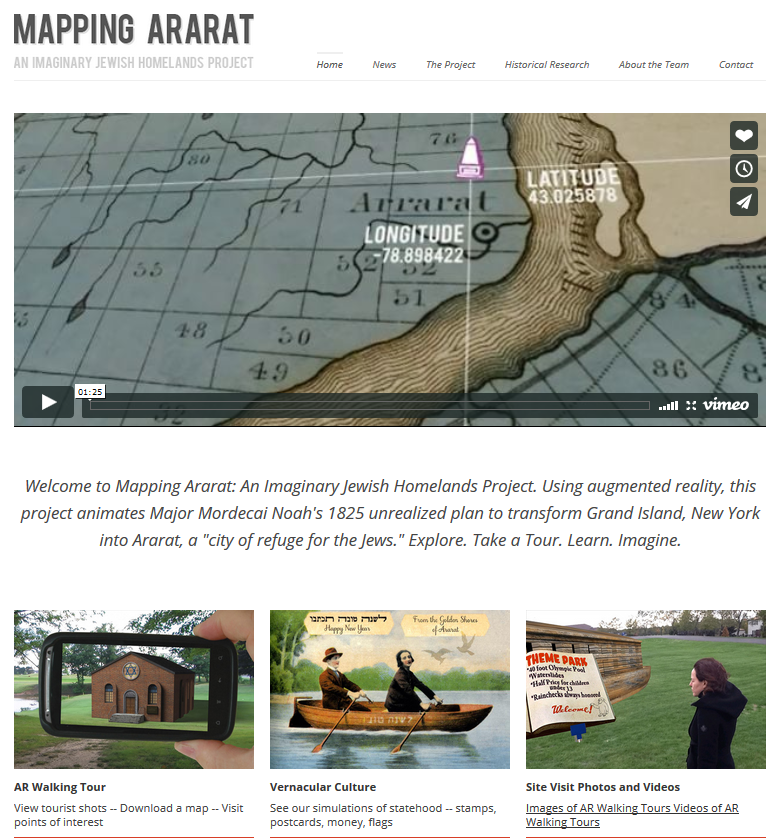 MAPPING ARARAT
AN IMAGINARY JEWISH HOMELANDS PROJECT
Home News The Project Historical Research About the Team Contact
76
80
LATITUDE
43.025878
71
Arrarat
LONGITUDE
-78.898422
55
52 52
51
84
48
50
49
86
01:25
vimeo
Welcome to Mapping Ararat: An Imaginary Jewish Homelands Project. Using augmented reality, this
project animates Major Mordecai Noah's 1825 unrealized plan to transform Grand Island, New York
into Ararat, a "city of refuge for the Jews." Explore. Take a Tour. Learn. Imagine.
לשנה טובה תכתבו
Happy New Year
From the Golden Shores
of Ararat
THEME PARK
*40 foot Olympic Pool
*Waterslides
*Half Price for children
under 13
*Rainchecks always honored
Welcome!
AR Walking Tour
View tourist shots -- Download a map -- Visit
points of interest
Vernacular Culture
See our simulations of statehood -- stamps,
postcards, money, flags
Site Visit Photos and Videos
Images of AR Walking Tours Videos of AR
Walking Tours